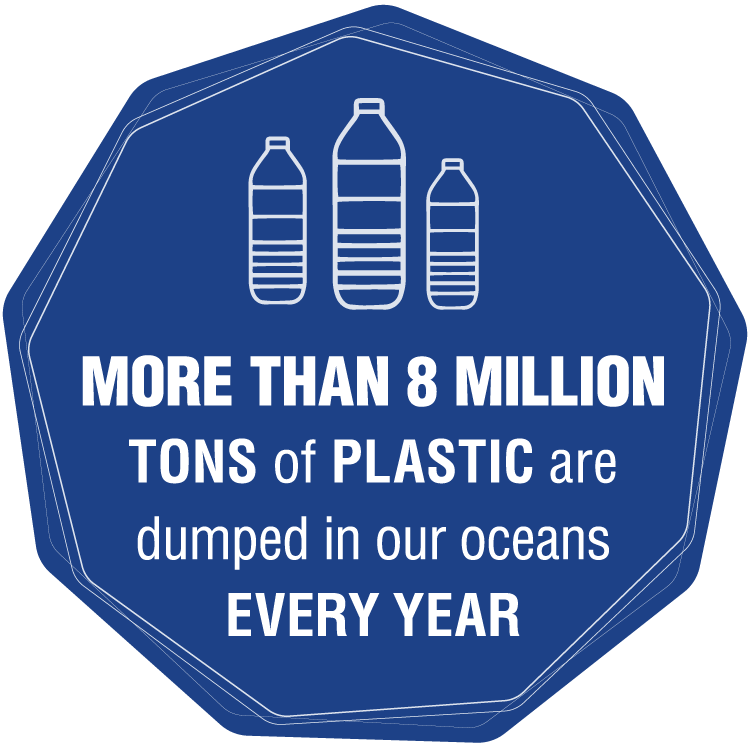 MORE THAN 8 MILLION
TONS of PLASTIC are
dumped in our oceans
EVERY YEAR